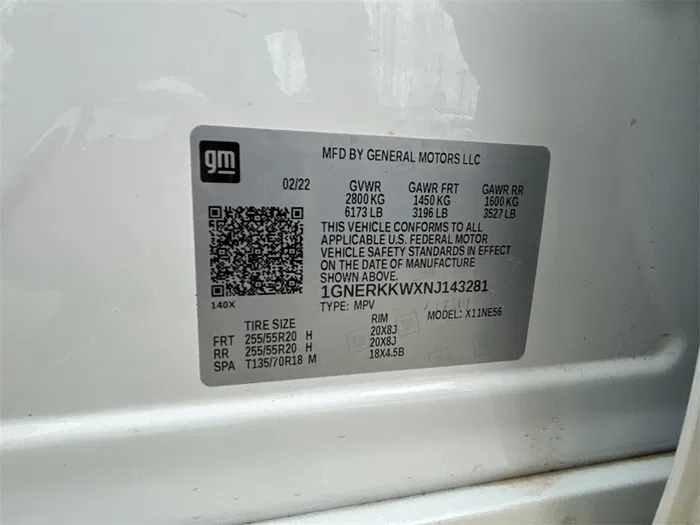 gm
MFD BY GENERAL MOTORS LLC
02/22 GVWR GAWR FRT GAWR RR
2800 KG 1450 KG 1600 KG
6173 LB 3196 LB 3527 LB
THIS VEHICLE CONFORMS TO ALL
APPLICABLE U.S. FEDERAL MOTOR
VEHICLE SAFETY STANDARDS IN EFFECT
ON THE DATE OF MANUFACTURE
SHOWN ABOVE.
1GNERKKWXNJ143281
140X
TYPE: MPV MODEL: X11NE56
TIRE SIZE RIM
FRT 255/55R20 H 20X8J
RR 255/55R20 H 20X8J
SPA T135/70R18 M 18X4.5B